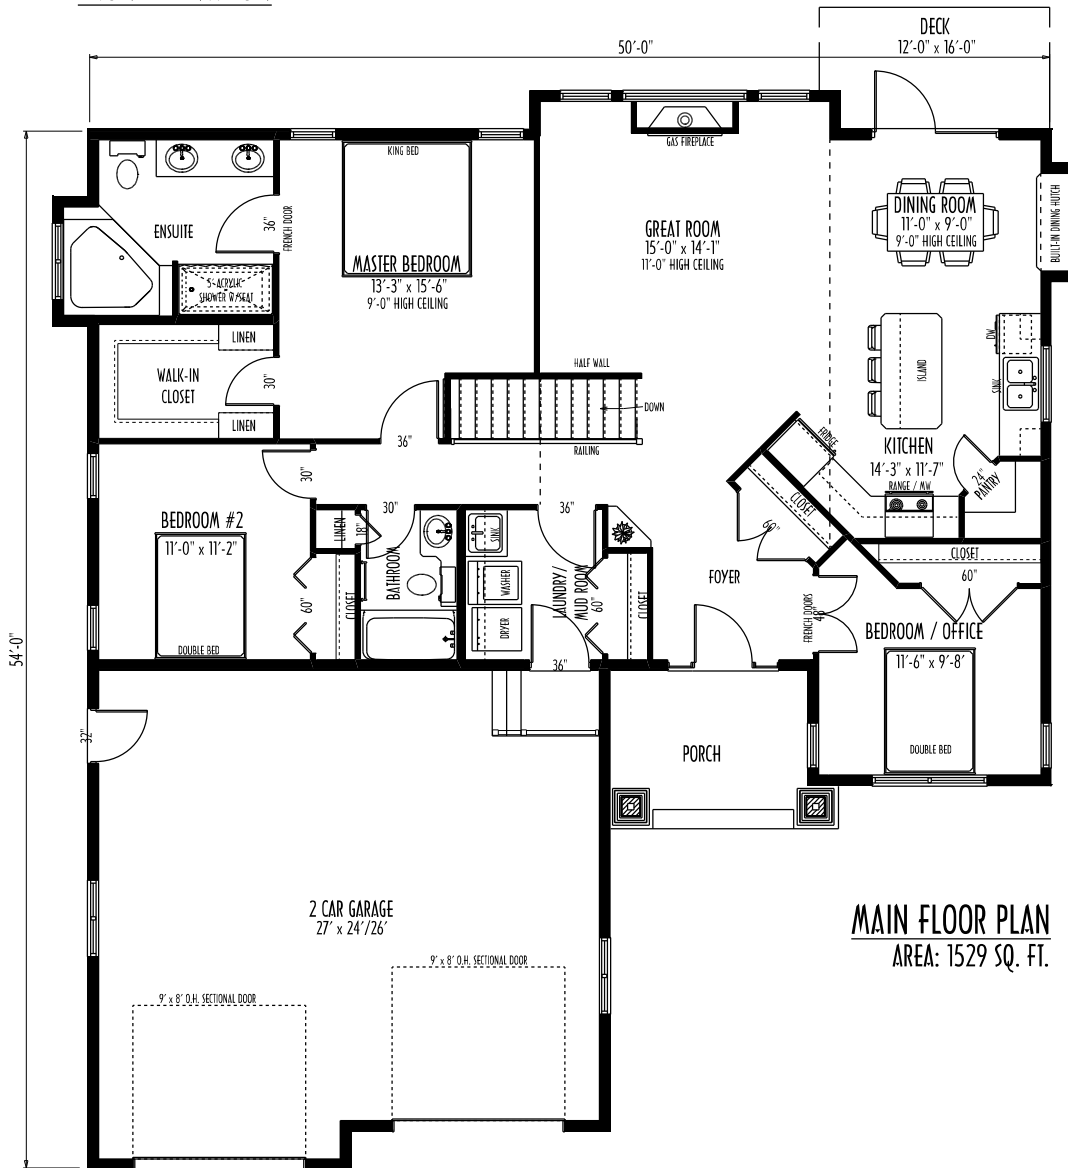 DECK
12'-0" x 16'-0"
50'-0"
KING BED
GAS FIREPLACE
ENSUITE
36"
FRENCH DOOR
GREAT ROOM
15'-0" x 14'-1"
11'-0" HIGH CEILING
DINING ROOM
11'-0" x 9'-0"
9'-0" HIGH CEILING
BUILT-IN DINING HUTCH
MASTER BEDROOM
13'-3" x 15'-6"
9'-0" HIGH CEILING
5' ACRYLIC
SHOWER W/SEAT
LINEN
WALK-IN
CLOSET
30"
LINEN
HALF WALL
DW
ISLAND
SINK
DOWN
36"
RAILING
FRIDGE
KITCHEN
14'-3" x 11'-7"
RANGE / MW
24"
PANTRY
30"
CLOSET
60"
BEDROOM #2
11'-0" x 11'-2"
30"
36"
LINEN
18"
BATHROOM
SINK
WASHER
DRYER
LAUNDRY/
MUD ROOM
60"
CLOSET
60"
CLOSET
FOYER
CLOSET
60"
FRENCH DOORS
48"
BEDROOM / OFFICE
11'-6" x 9'-8'
DOUBLE BED
DOUBLE BED
36"
54'-0"
32"
PORCH
2 CAR GARAGE
27' x 24'/26'
9' x 8' O.H. SECTIONAL DOOR
9' x 8' O.H. SECTIONAL DOOR
MAIN FLOOR PLAN
AREA: 1529 SQ. FT.